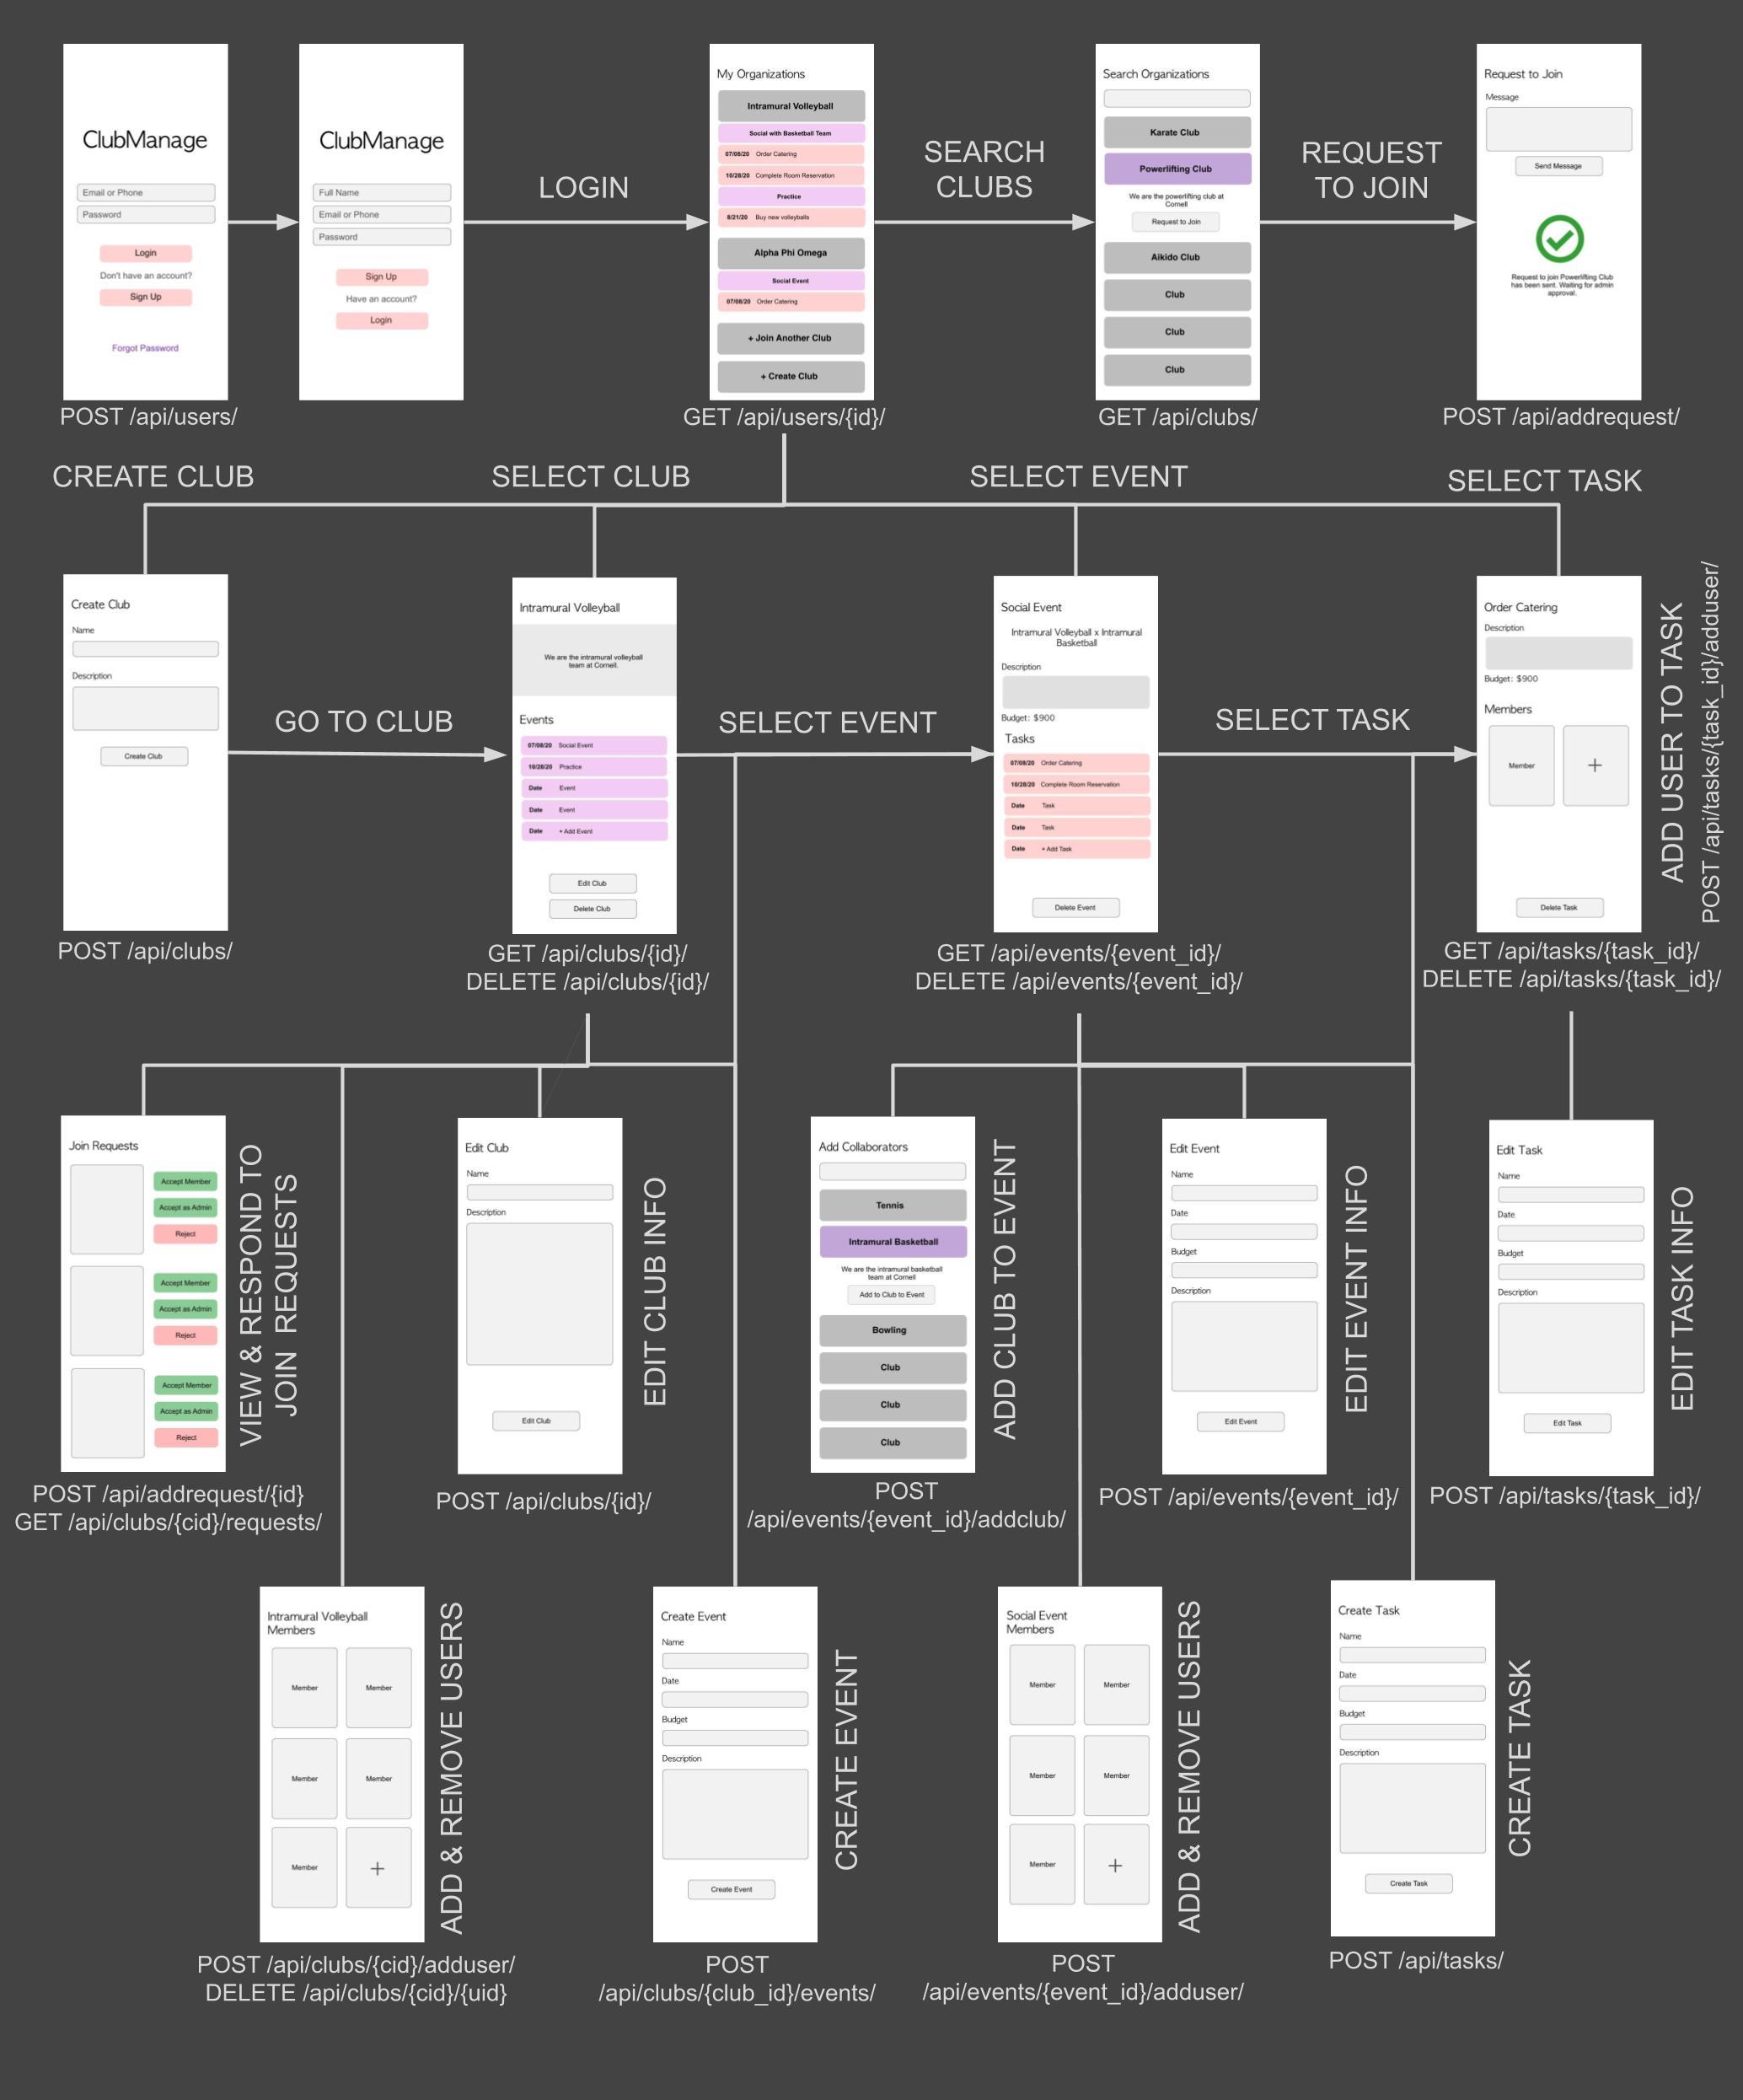 ClubManage
Email or Phone
Password
Login
Don't have an account?
Sign Up
Forgot Password
POST /api/users/
ClubManage
Full Name
Email or Phone
Password
Sign Up
Have an account?
Login
LOGIN
My Organizations
Intramural Volleyball
Social with Basketball Team
07/08/20 Order Catering
10/28/20 Complete Room Reservation
Practice
8/21/20 Buy new volleyballs
Alpha Phi Omega
Social Event
07/08/20 Order Catering
+ Join Another Club
+ Create Club
GET /api/users/{id}/
SEARCH
CLUBS
Search Organizations
Karate Club
Powerlifting Club
We are the powerlifting club at
Cornell
Request to Join
Aikido Club
Club
Club
Club
GET /api/clubs/
REQUEST
TO JOIN
Request to Join
Message
Send Message
Request to join Powerlifting Club
has been sent. Waiting for admin
approval.
POST /api/addrequest/
CREATE CLUB
SELECT CLUB
SELECT EVENT
SELECT TASK
Create Club
Name
Description
Create Club
POST /api/clubs/
GO TO CLUB
Intramural Volleyball
We are the intramural volleyball
team at Cornell.
Events
07/08/20 Social Event
10/28/20 Practice
Date Event
Date Event
Date + Add Event
Edit Club
Delete Club
GET /api/clubs/{id}/
DELETE /api/clubs/{id}/
SELECT EVENT
Social Event
Intramural Volleyball x Intramural
Basketball
Description
Budget: $900
Tasks
07/08/20 Order Catering
10/28/20 Complete Room Reservation
Date Task
Date Task
Date + Add Task
Delete Event
GET /api/events/{event_id}/
DELETE /api/events/{event_id}/
SELECT TASK
Order Catering
Description
Budget: $900
Members
Member
+
Delete Task
GET /api/tasks/{task_id}/
DELETE /api/tasks/{task_id}/
ADD USER TO TASK
POST /api/tasks/{task_id}/adduser/
Join Requests
Accept Member
Accept as Admin
Reject
Accept Member
Accept as Admin
Reject
Accept Member
Accept as Admin
Reject
VIEW & RESPOND TO
JOIN REQUESTS
POST /api/addrequest/{id}
GET /api/clubs/{cid}/requests/
Edit Club
Name
Description
Edit Club
EDIT CLUB INFO
POST /api/clubs/{id}/
Add Collaborators
Tennis
Intramural Basketball
We are the intramural basketball
team at Cornell
Add to Club to Event
Bowling
Club
Club
Club
ADD CLUB TO EVENT
POST
/api/events/{event_id}/addclub/
Edit Event
Name
Date
Budget
Description
Edit Event
EDIT EVENT INFO
POST /api/events/{event_id}/
Edit Task
Name
Date
Budget
Description
Edit Task
EDIT TASK INFO
POST /api/tasks/{task_id}/
Intramural Volleyball
Members
Member Member
Member Member
Member +
ADD & REMOVE USERS
POST /api/clubs/{cid}/adduser/
DELETE /api/clubs/{cid}/{uid}
Create Event
Name
Date
Budget
Description
Create Event
CREATE EVENT
POST
/api/clubs/{club_id}/events/
Social Event
Members
Member Member
Member Member
Member +
ADD & REMOVE USERS
POST
/api/events/{event_id}/adduser/
Create Task
Name
Date
Budget
Description
Create Task
CREATE TASK
POST /api/tasks/